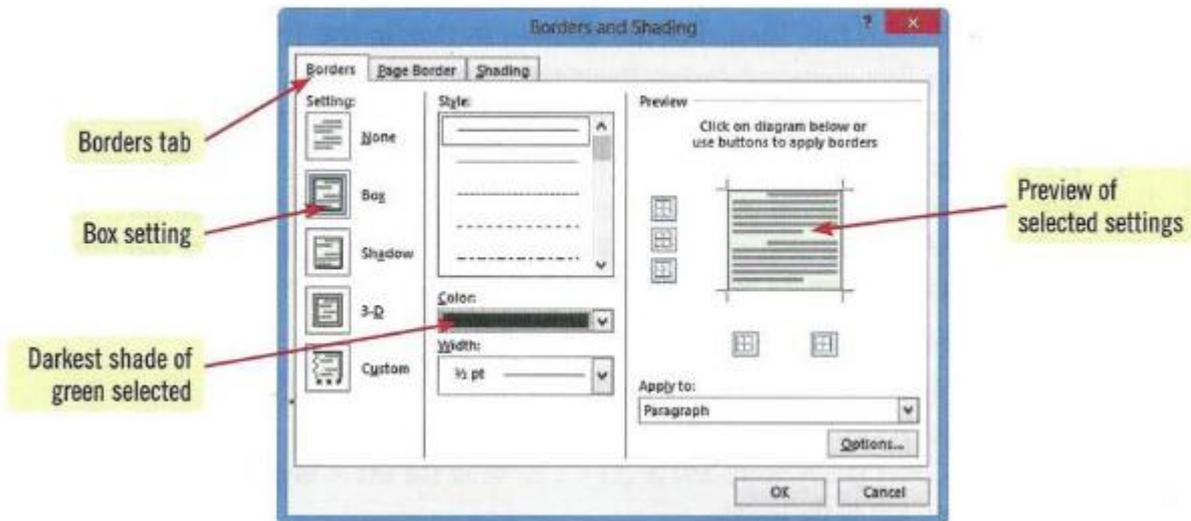 Borders and Shading
?
Borders
Page Border
Shading
Setting:
None
Box
Shadow
3-D
Custom
Style:
Color:
Width:
½ pt
Preview
Click on diagram below or
use buttons to apply borders
Apply to:
Paragraph
Options...
OK
Cancel
Borders tab
Box setting
Darkest shade of
green selected
Preview of
selected settings